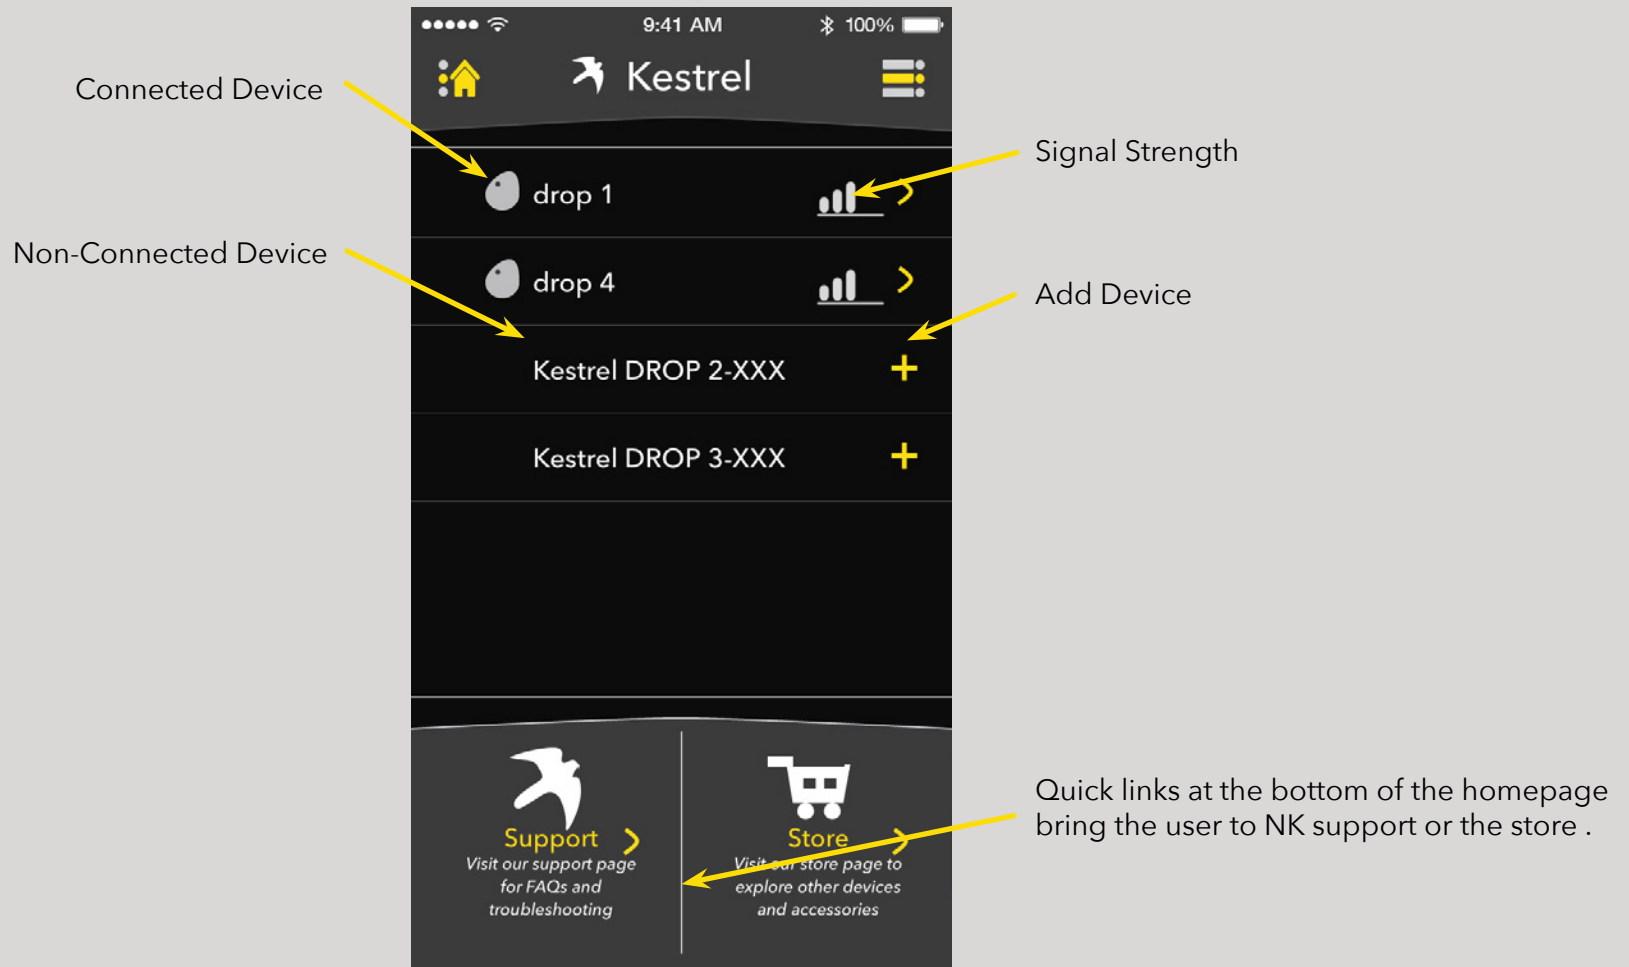 9:41 AM
100%
Kestrel
Connected Device
Signal Strength
drop 1
Non-Connected Device
drop 4
Add Device
Kestrel DROP 2-XXX
Kestrel DROP 3-XXX
Support
Visit our support page
for FAQs and
troubleshooting
Store
Visit our store page to
explore other devices
and accessories
Quick links at the bottom of the homepage
bring the user to NK support or the store .